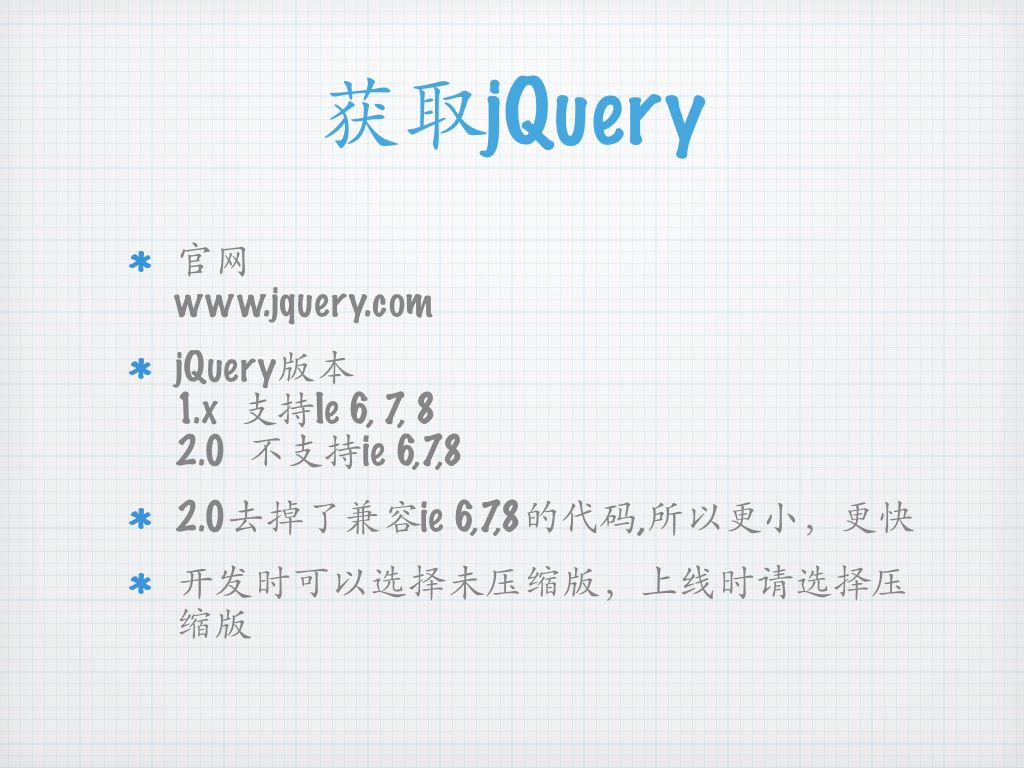 获取jQuery
官网
www.jquery.com
jQuery版本
1.x 支持Ie 6, 7, 8
2.0 不支持ie 6,7,8
2.0去掉了兼容ie 6,7,8的代码,所以更小，更快
开发时可以选择未压缩版，上线时请选择压
缩版